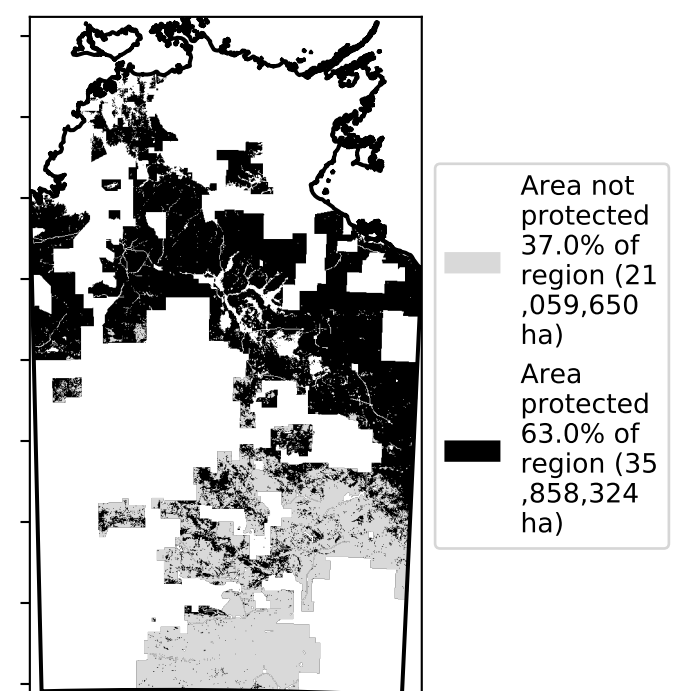 Area not
protected
37.0% of
region (21
,059,650
ha)
Area
protected
63.0% of
region (35
,858,324
ha)